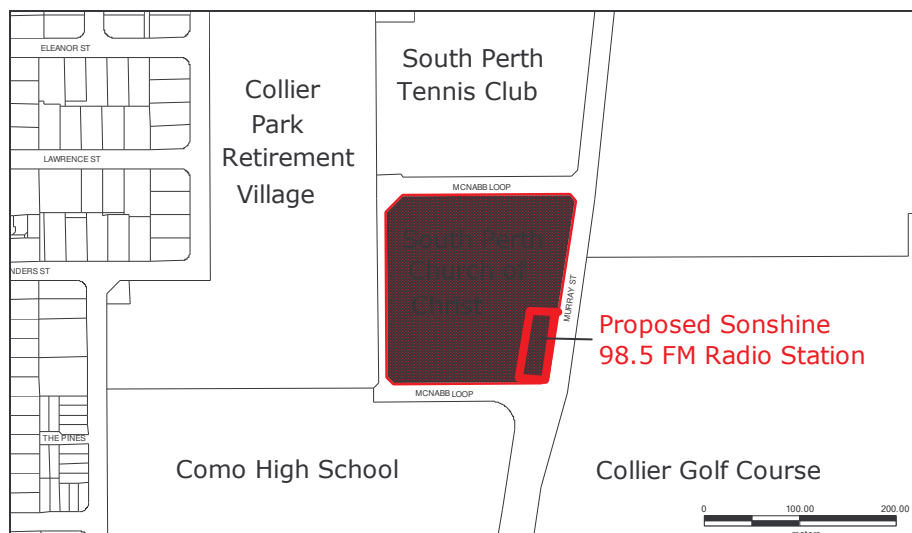 ELEANOR ST
LAWRENCE ST
NDERS ST
THE PINES
Collier
Park
Retirement
Village
South Perth
Tennis Club
MCNABB LOOP
South Perth
Church of
Christ
MURRAY ST
Proposed Sonshine
98.5 FM Radio Station
MCNABB LOOP
Como High School
Collier Golf Course
0 100.00 200.00
meters